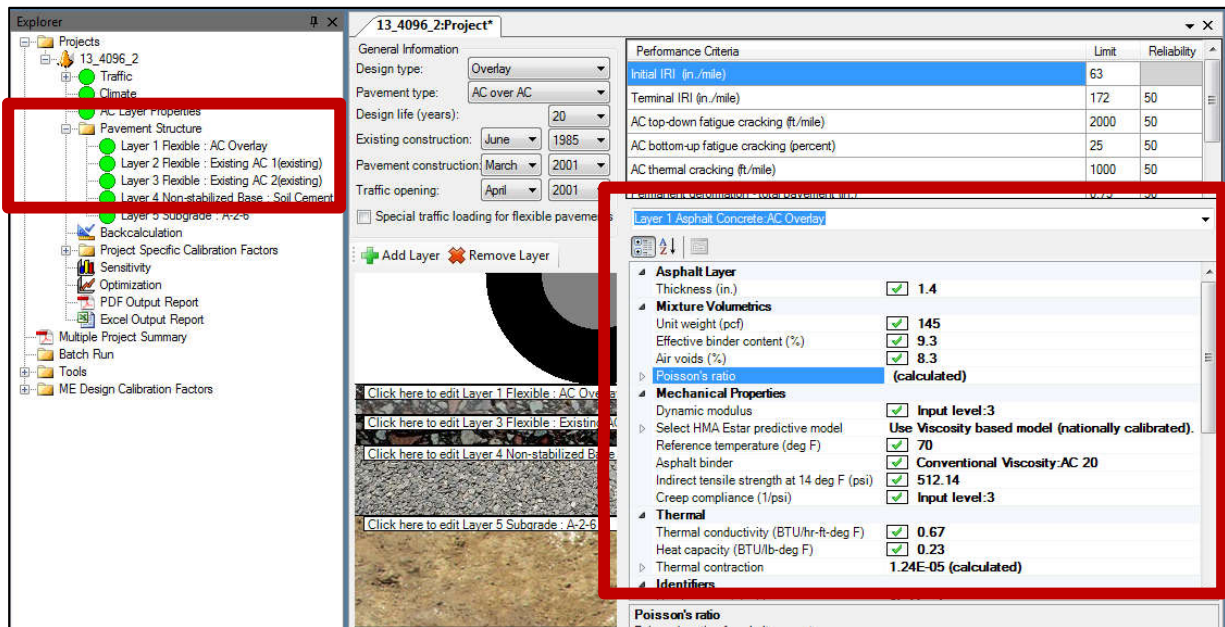 Explorer
Projects
13_4096_2
Traffic
Climate
AC Layer Properties
Pavement Structure
Layer 1 Flexible : AC Overlay
Layer 2 Flexible : Existing AC 1(existing)
Layer 3 Flexible : Existing AC 2(existing)
Layer 4 Non-stabilized Base : Soil Cement
Layer 5 Subgrade : A-2-6
Backcalculation
Project Specific Calibration Factors
Sensitivity
Optimization
PDF Output Report
Excel Output Report
Multiple Project Summary
Batch Run
Tools
ME Design Calibration Factors
13_4096_2:Project*
General Information
Design type: Overlay
Pavement type: AC over AC
Design life (years): 20
Existing construction: June 1985
Pavement construction: March 2001
Traffic opening: April 2001
Special traffic loading for flexible pavements
Add Layer Remove Layer
Click here to edit Layer 1 Flexible : AC Overla
Click here to edit Layer 3 Flexible : Existing AC
Click here to edit Layer 4 Non-stabilized Base
Click here to edit Layer 5 Subgrade : A-2-6
Performance Criteria Limit Reliability
Initial IRI (in./mile) 63
Terminal IRI (in./mile) 172 50
AC top-down fatigue cracking (ft/mile) 2000 50
AC bottom-up fatigue cracking (percent) 25 50
AC thermal cracking (ft/mile) 1000 50
Permanent deformation - total pavement (in.) 0.75 50
Layer 1 Asphalt Concrete:AC Overlay
Asphalt Layer
Thickness (in.) 1.4
Mixture Volumetrics
Unit weight (pcf) 145
Effective binder content (%) 9.3
Air voids (%) 8.3
Poisson's ratio (calculated)
Mechanical Properties
Dynamic modulus Input level:3
Select HMA Estar predictive model Use Viscosity based model (nationally calibrated).
Reference temperature (deg F) 70
Asphalt binder Conventional Viscosity:AC 20
Indirect tensile strength at 14 deg F (psi) 512.14
Creep compliance (1/psi) Input level:3
Thermal
Thermal conductivity (BTU/hr-ft-deg F) 0.67
Heat capacity (BTU/lb-deg F) 0.23
Thermal contraction 1.24E-05 (calculated)
Identifiers
Poisson's ratio